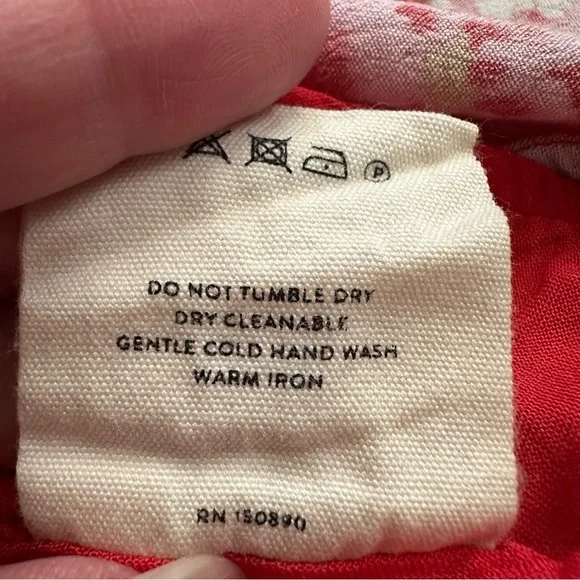 P
DO NOT TUMBLE DRY
DRY CLEANABLE
GENTLE COLD HAND WASH
WARM IRON
RN 150890